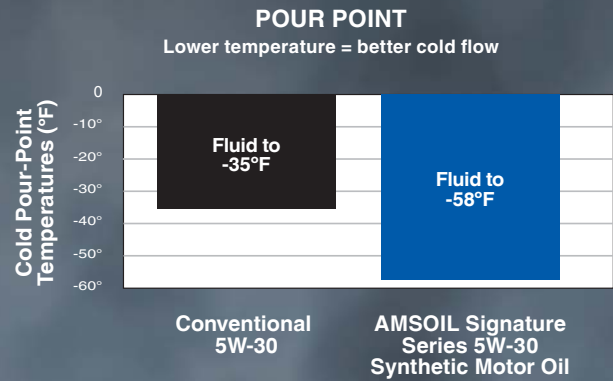 POUR POINT
Lower temperature = better cold flow
Cold Pour-Point
Temperatures (°F)
0
-10°
-20°
-30°
-40°
-50°
-60°
Fluid to
-35°F
Fluid to
-58°F
Conventional
5W-30
AMSOIL Signature
Series 5W-30
Synthetic Motor Oil